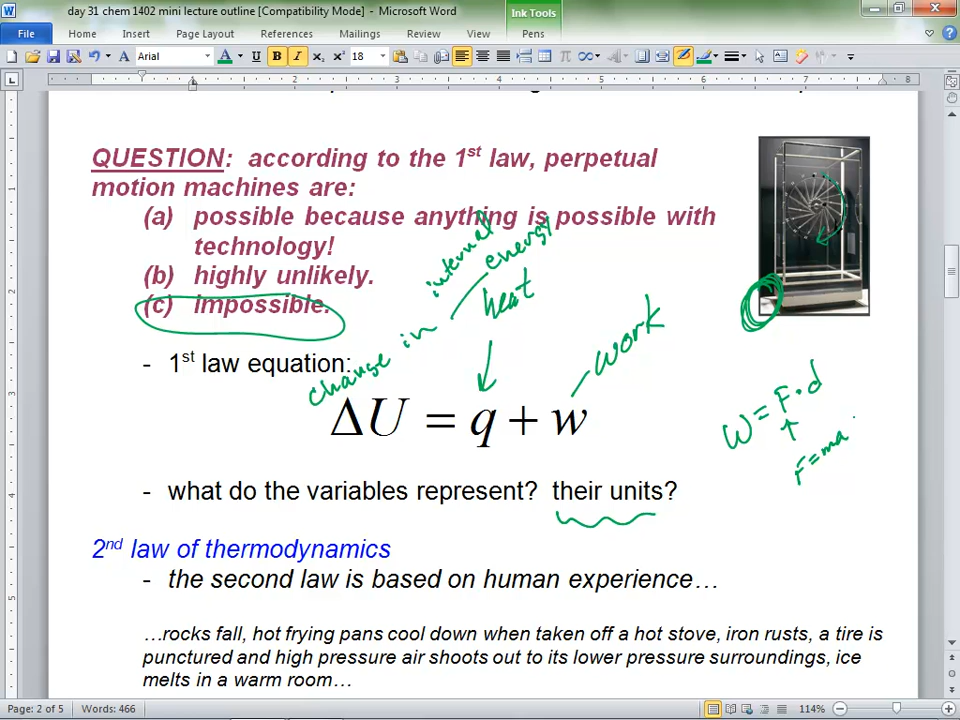 day 31 chem 1402 mini lecture outline [Compatibility Mode] - Microsoft Word
Ink Tools
File Home Insert Page Layout References Mailings Review View Pens
Arial 18
QUESTION: according to the 1st law, perpetual
motion machines are:
(a) possible because anything is possible with
technology!
(b) highly unlikely.
(c) impossible.
internal
energy
heat
work
change in
- 1st law equation:
ΔU = q + w
W = F·d
F=ma
- what do the variables represent? their units?
2nd law of thermodynamics
- the second law is based on human experience…
…rocks fall, hot frying pans cool down when taken off a hot stove, iron rusts, a tire is
punctured and high pressure air shoots out to its lower pressure surroundings, ice
melts in a warm room…
Page: 2 of 5 Words: 466 114%